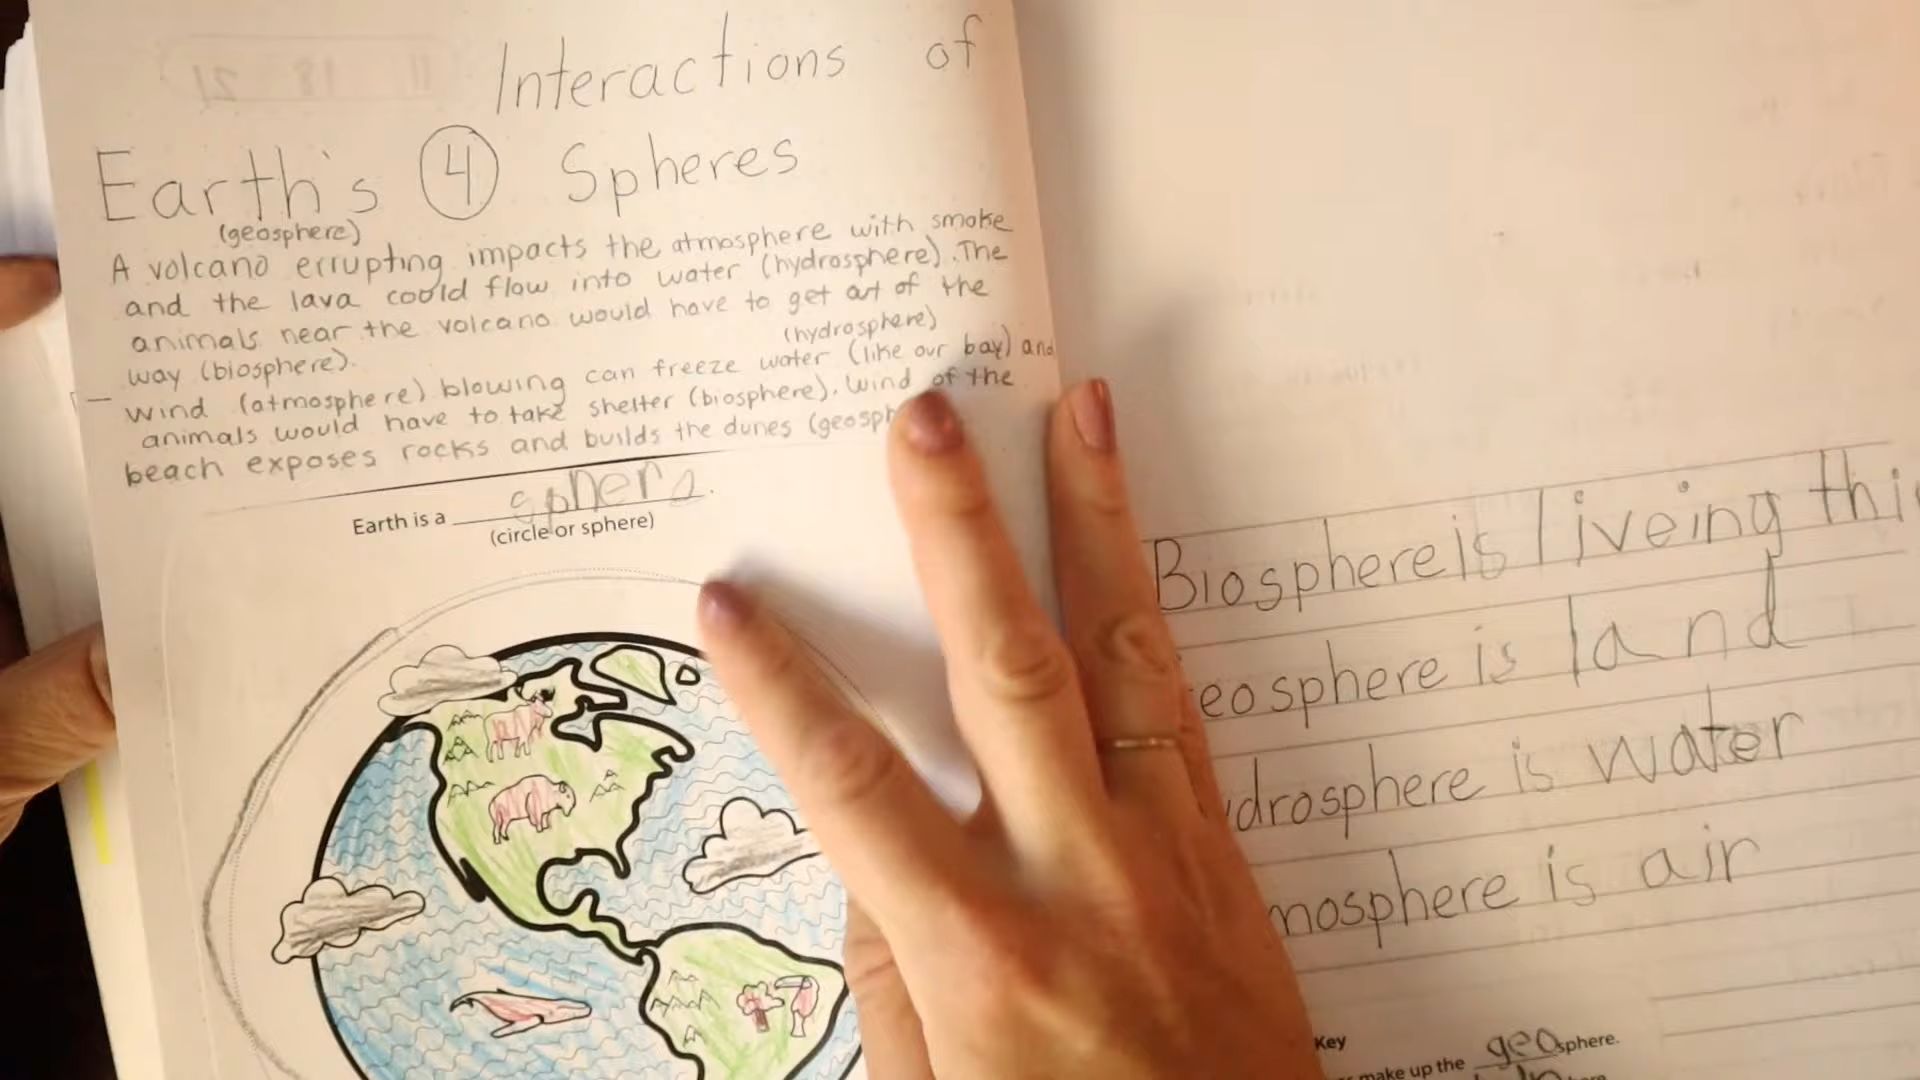 Interactions of
Earth's 4 Spheres
(geosphere)
A volcano errupting impacts the atmosphere with smoke
and the lava could flow into water (hydrosphere). The
animals near the volcano would have to get out of the
way (biosphere).
(hydrosphere)
Wind (atmosphere) blowing can freeze water (like our bay) and
animals would have to take shelter (biosphere). Wind of the
beach exposes rocks and builds the dunes (geosph
Earth is a sphere.
(circle or sphere)
Biosphere is liveing thi
eosphere is land
drosphere is water
mosphere is air
Key
make up the geosphere.